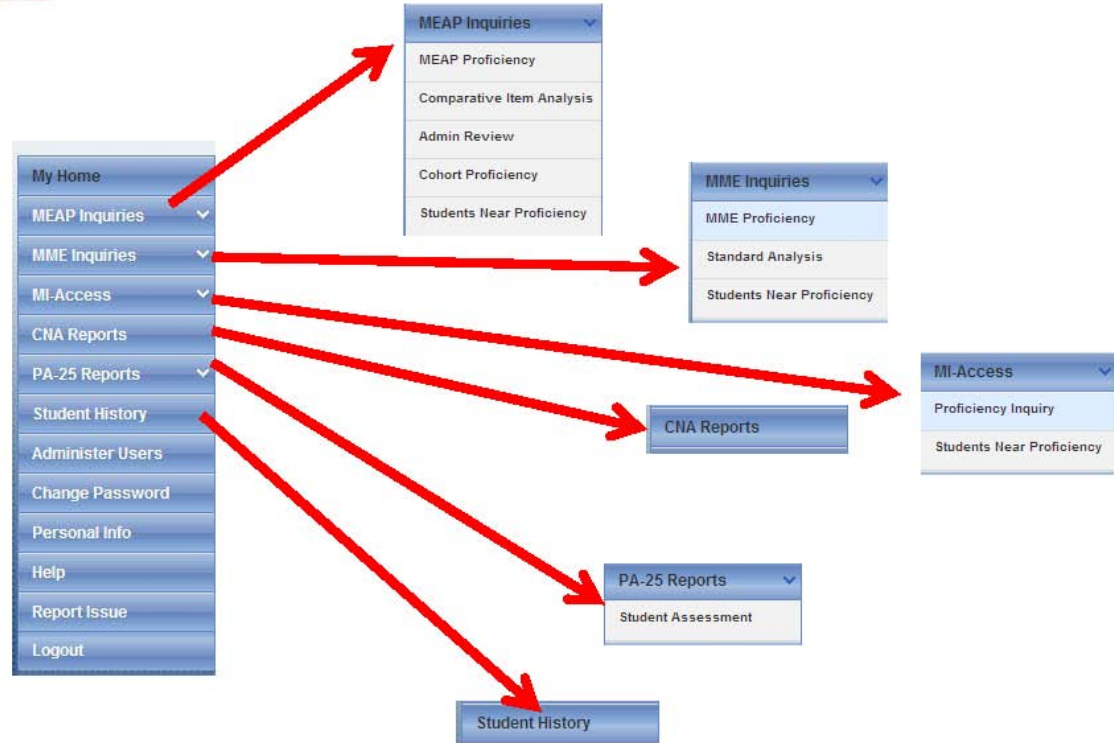 My Home
MEAP Inquiries
MME Inquiries
MI-Access
CNA Reports
PA-25 Reports
Student History
Administer Users
Change Password
Personal Info
Help
Report Issue
Logout
MEAP Inquiries
MEAP Proficiency
Comparative Item Analysis
Admin Review
Cohort Proficiency
Students Near Proficiency
MME Inquiries
MME Proficiency
Standard Analysis
Students Near Proficiency
MI-Access
Proficiency Inquiry
Students Near Proficiency
CNA Reports
PA-25 Reports
Student Assessment
Student History